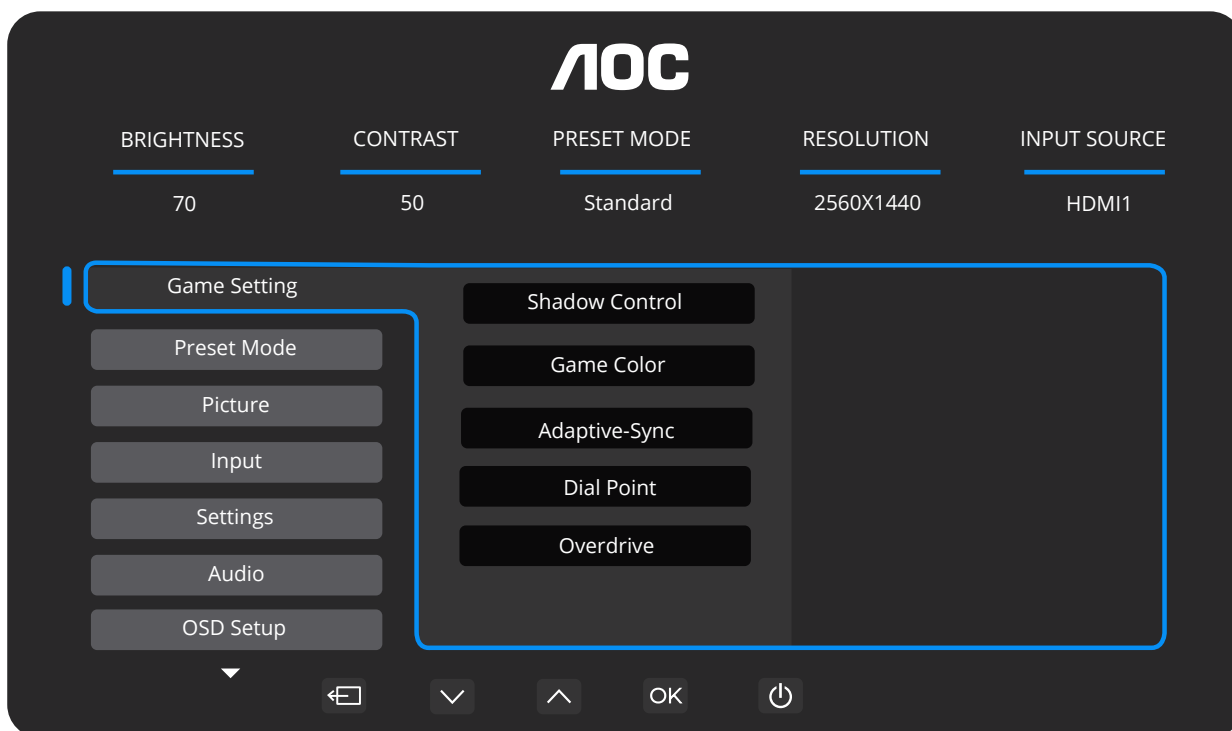 AOC
BRIGHTNESS CONTRAST PRESET MODE RESOLUTION INPUT SOURCE
70 50 Standard 2560X1440 HDMI1
Game Setting
Preset Mode
Picture
Input
Settings
Audio
OSD Setup
Shadow Control
Game Color
Adaptive-Sync
Dial Point
Overdrive
OK